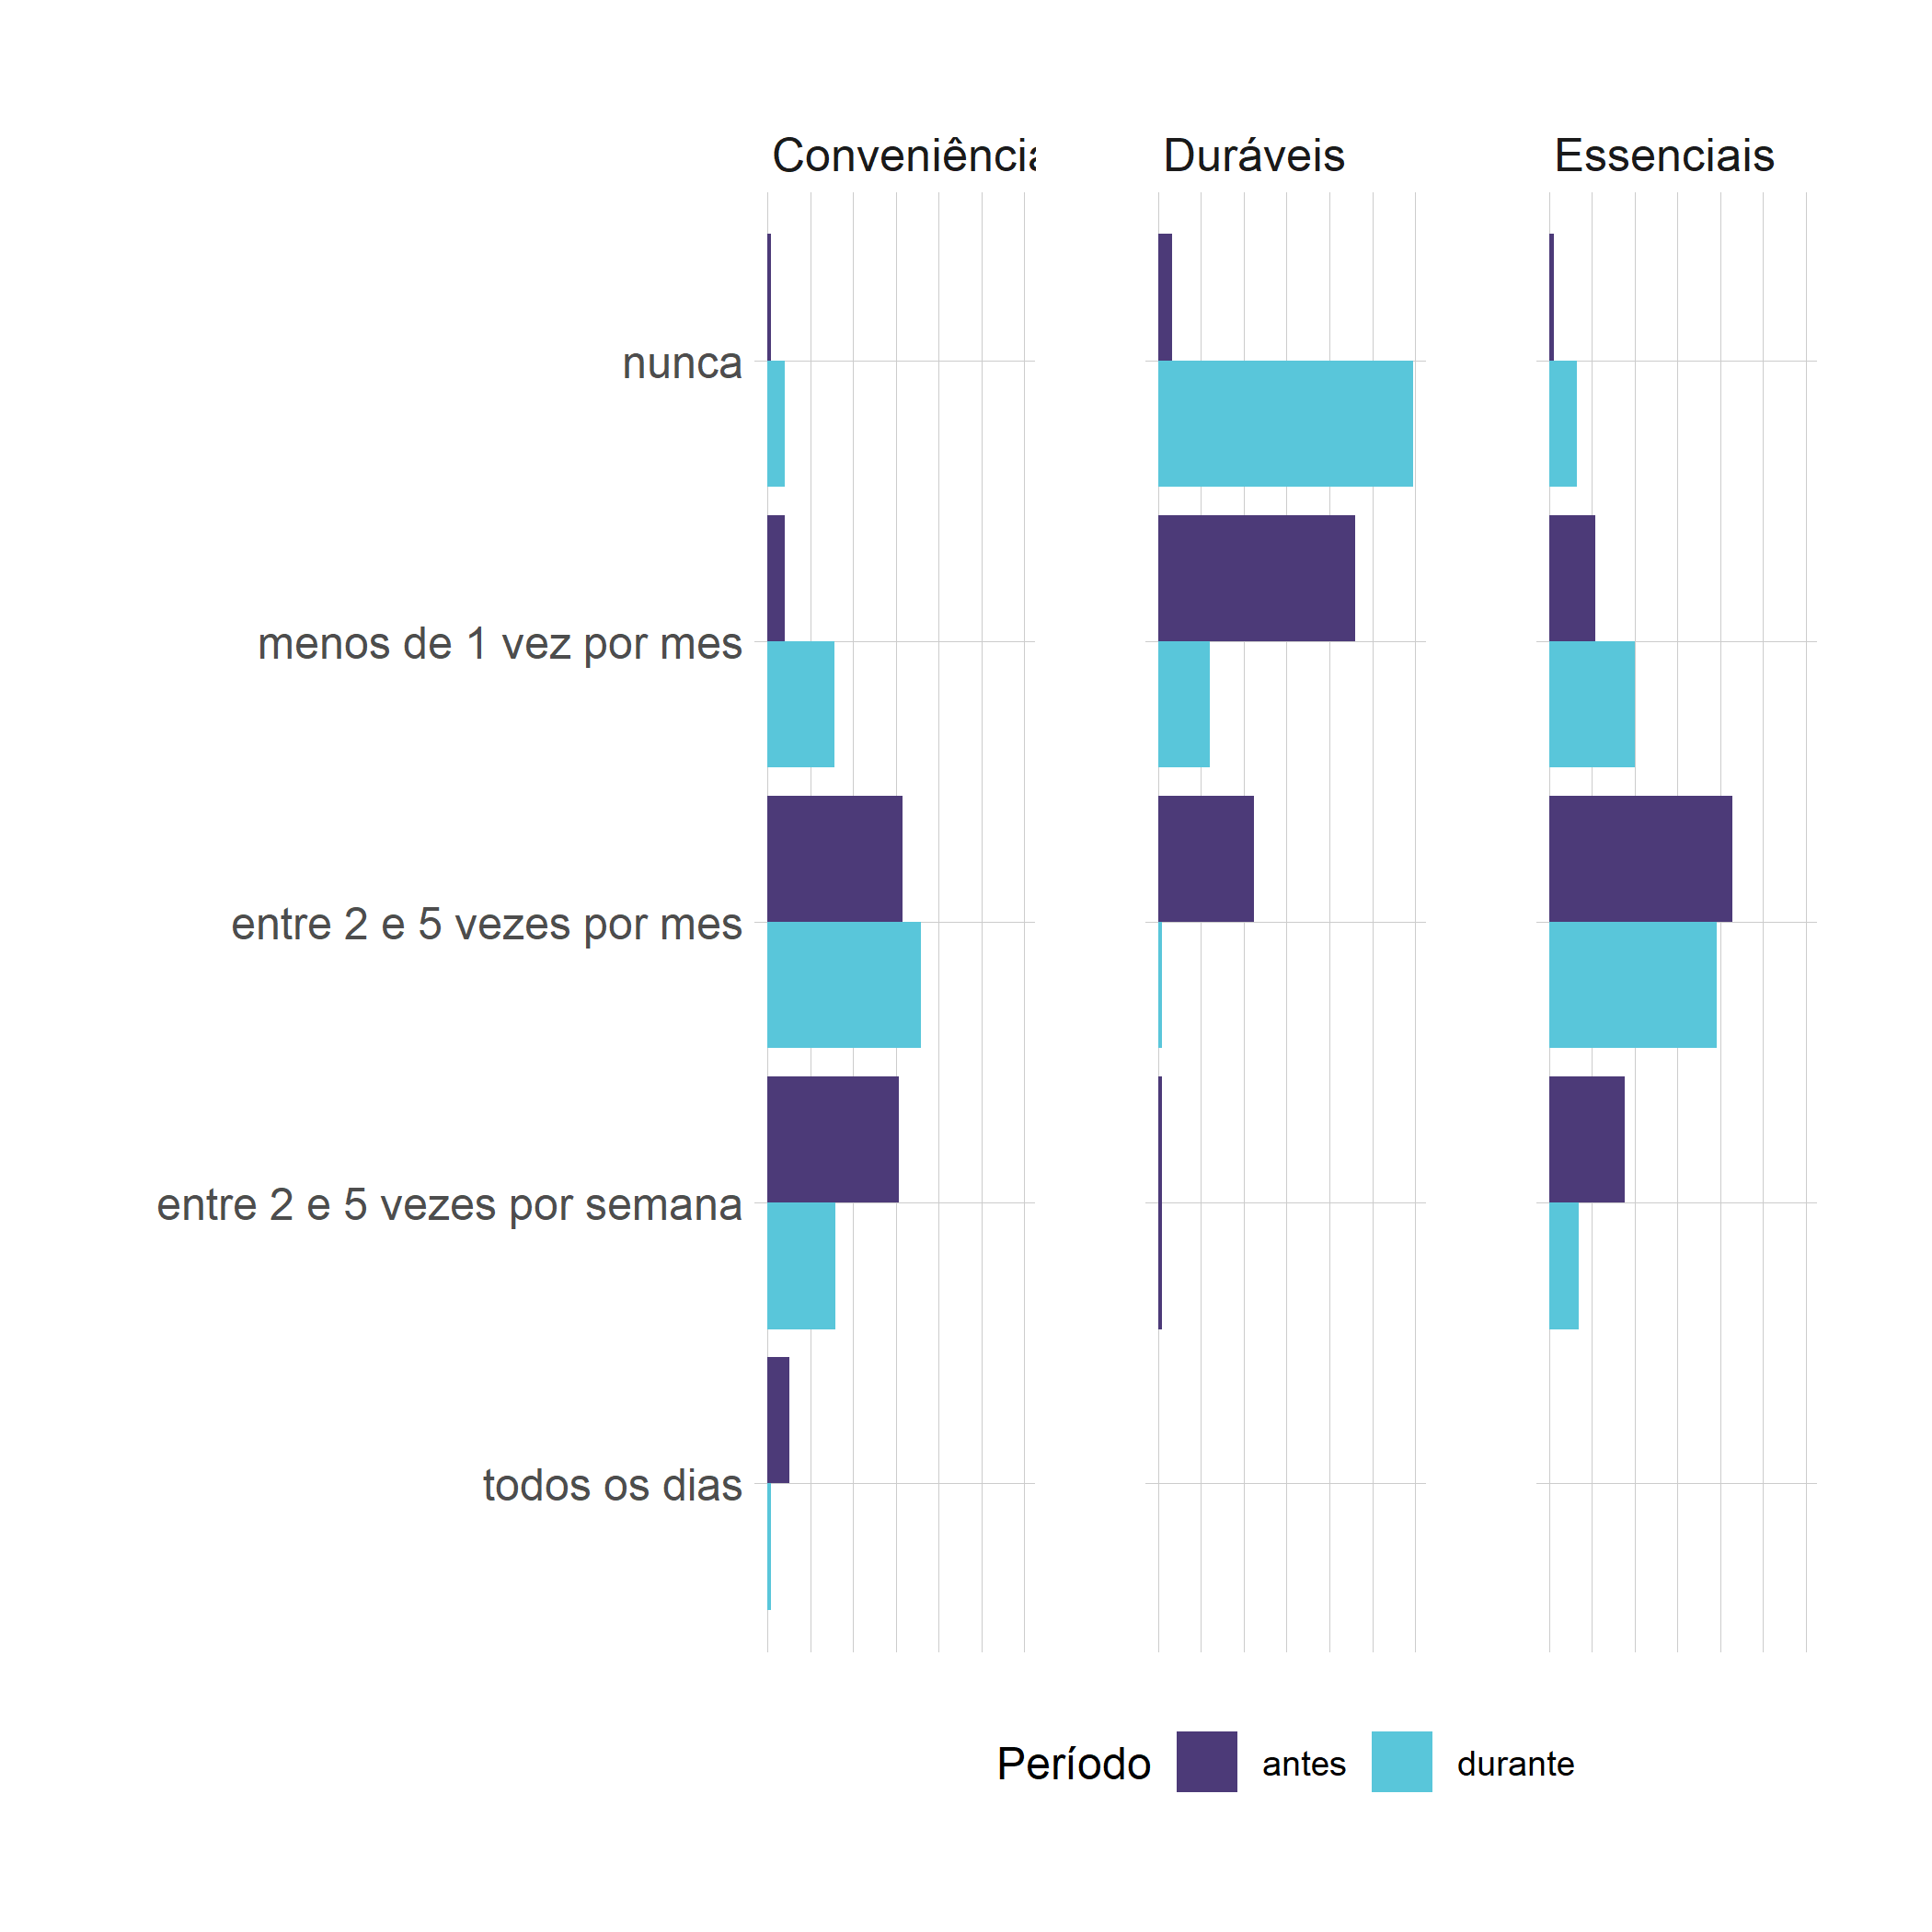 Conveniência Duráveis Essenciais
nunca
menos de 1 vez por mes
entre 2 e 5 vezes por mes
entre 2 e 5 vezes por semana
todos os dias
Período antes durante